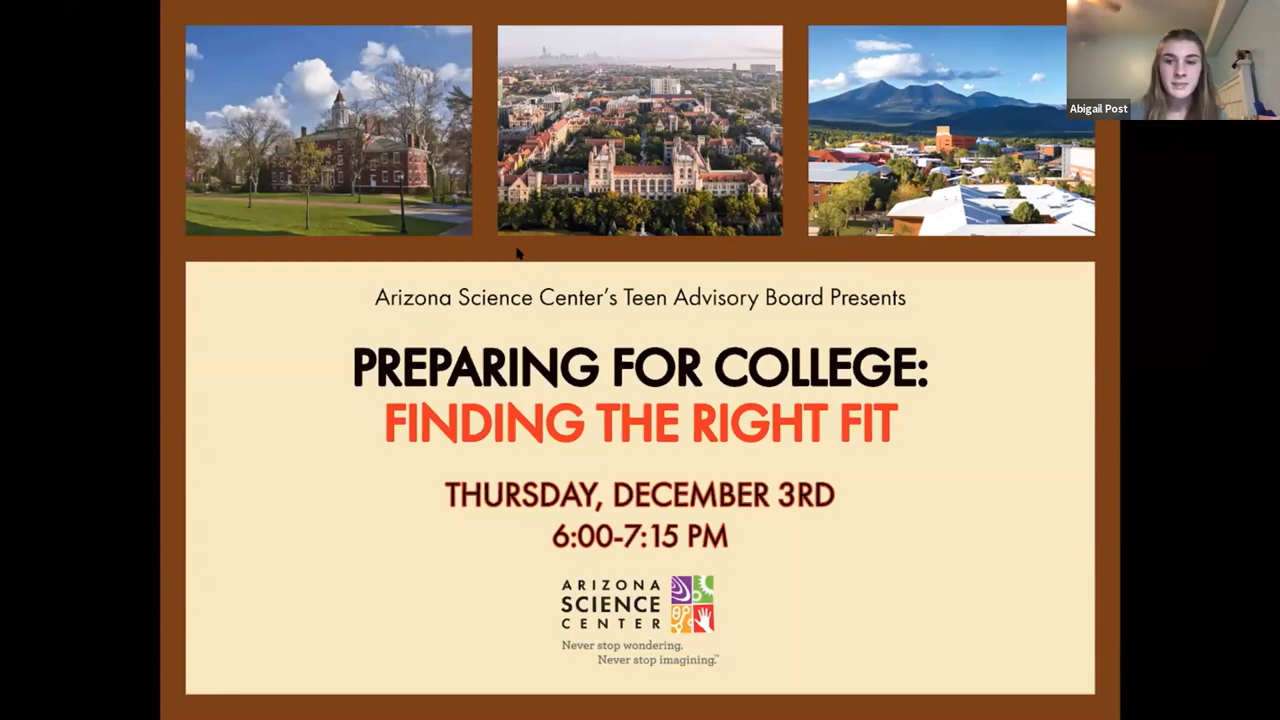 Abigail Post
Arizona Science Center's Teen Advisory Board Presents
PREPARING FOR COLLEGE:
FINDING THE RIGHT FIT
THURSDAY, DECEMBER 3RD
6:00-7:15 PM
ARIZONA
SCIENCE
CENTER
Never stop wondering.
Never stop imagining.™